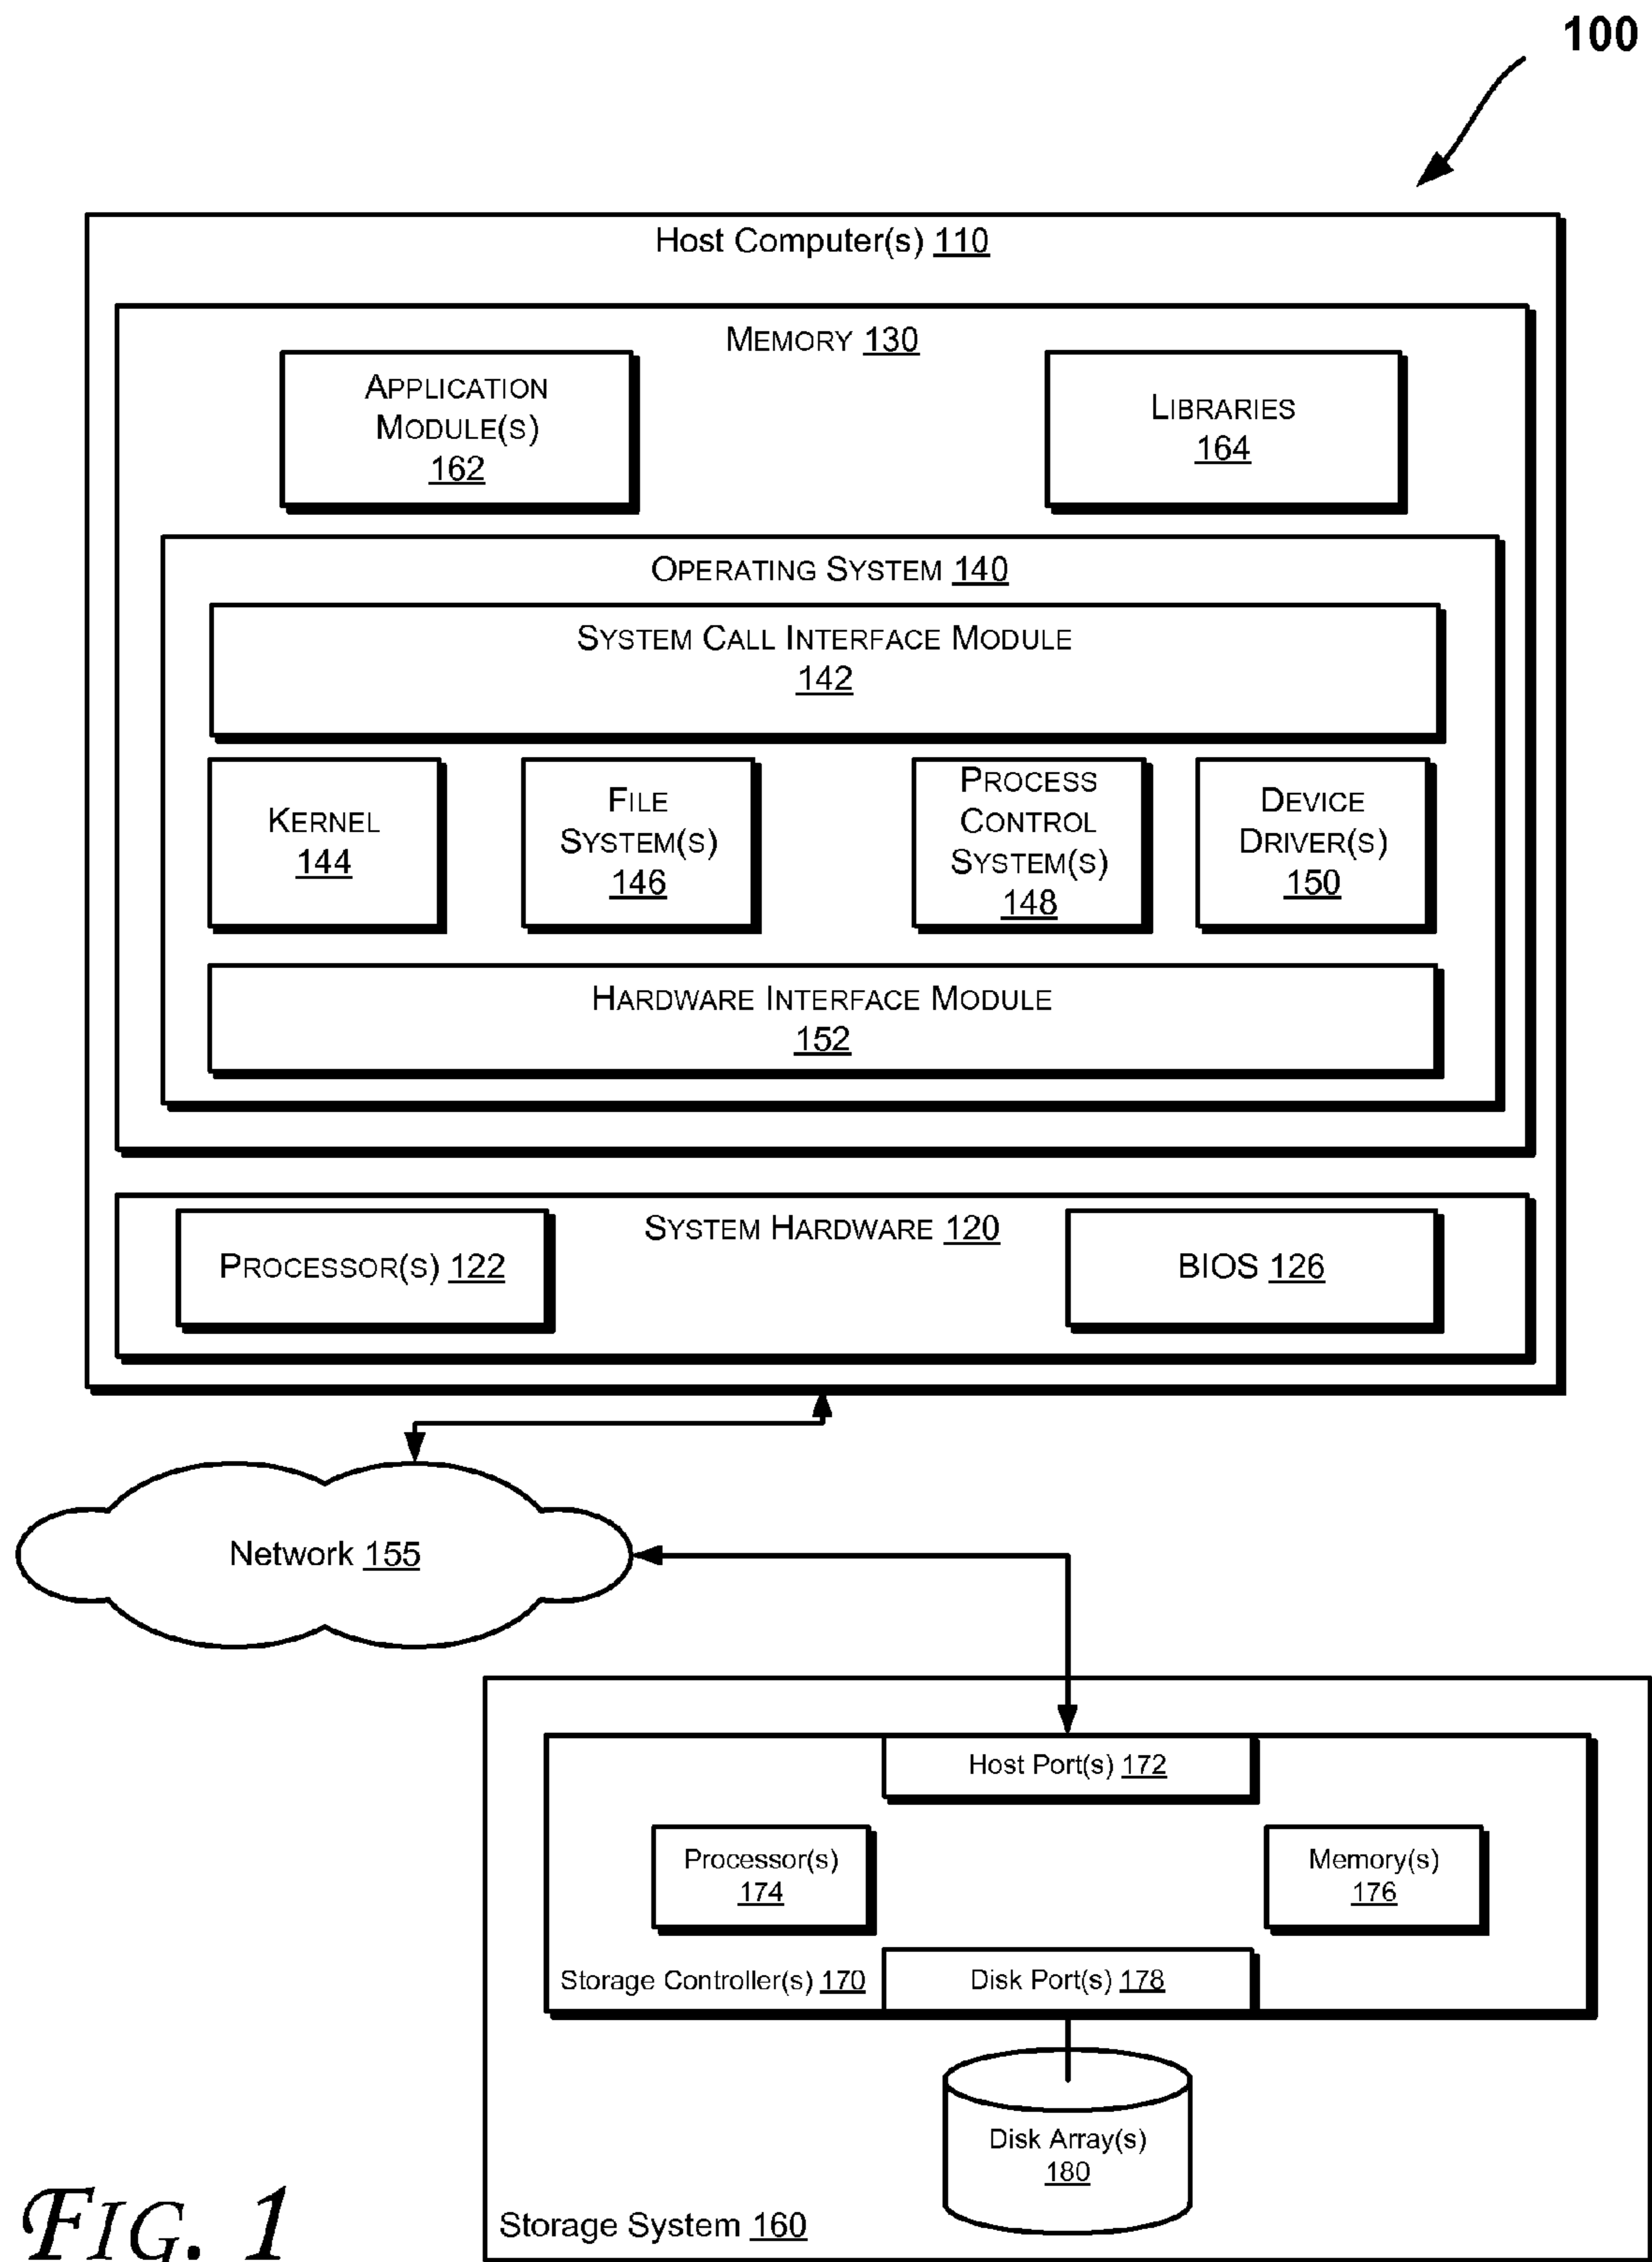 100
Host Computer(s) 110
MEMORY 130
APPLICATION
MODULE(S)
162
LIBRARIES
164
OPERATING SYSTEM 140
SYSTEM CALL INTERFACE MODULE
142
KERNEL
144
FILE
SYSTEM(S)
146
PROCESS
CONTROL
SYSTEM(S)
148
DEVICE
DRIVER(S)
150
HARDWARE INTERFACE MODULE
152
SYSTEM HARDWARE 120
PROCESSOR(S) 122
BIOS 126
Network 155
Host Port(s) 172
Processor(s)
174
Memory(s)
176
Storage Controller(s) 170
Disk Port(s) 178
Disk Array(s)
180
Storage System 160
FIG. 1